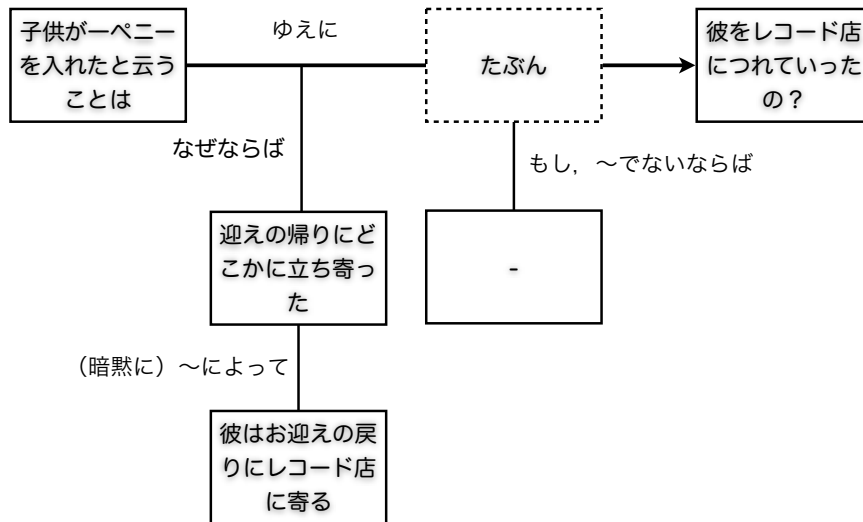 子供が一ペニー
を入れたと云う
ことは
ゆえに
たぶん
彼をレコード店
につれていった
の？
なぜならば
もし，～でないならば
迎えの帰りにど
こかに立ち寄っ
た
-
（暗黙に）～によって
彼はお迎えの戻
りにレコード店
に寄る